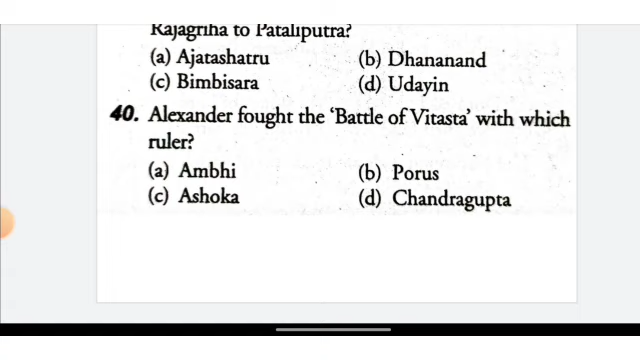 Rajagriha to Pataliputra?
(a) Ajatashatru (b) Dhananand
(c) Bimbisara (d) Udayin
40. Alexander fought the ‘Battle of Vitasta’ with which
ruler?
(a) Ambhi (b) Porus
(c) Ashoka (d) Chandragupta